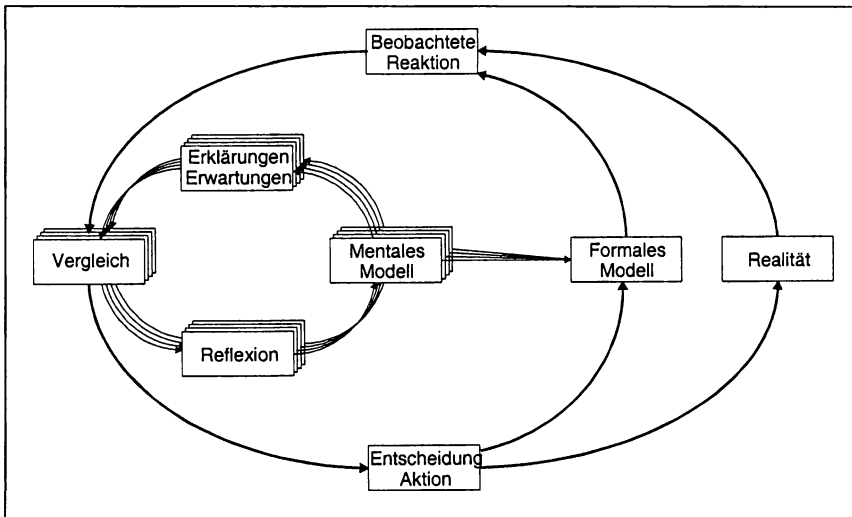 Beobachtete
Reaktion
Erklärungen
Erwartungen
Vergleich
Mentales
Modell
Formales
Modell
Realität
Reflexion
Entscheidung
Aktion